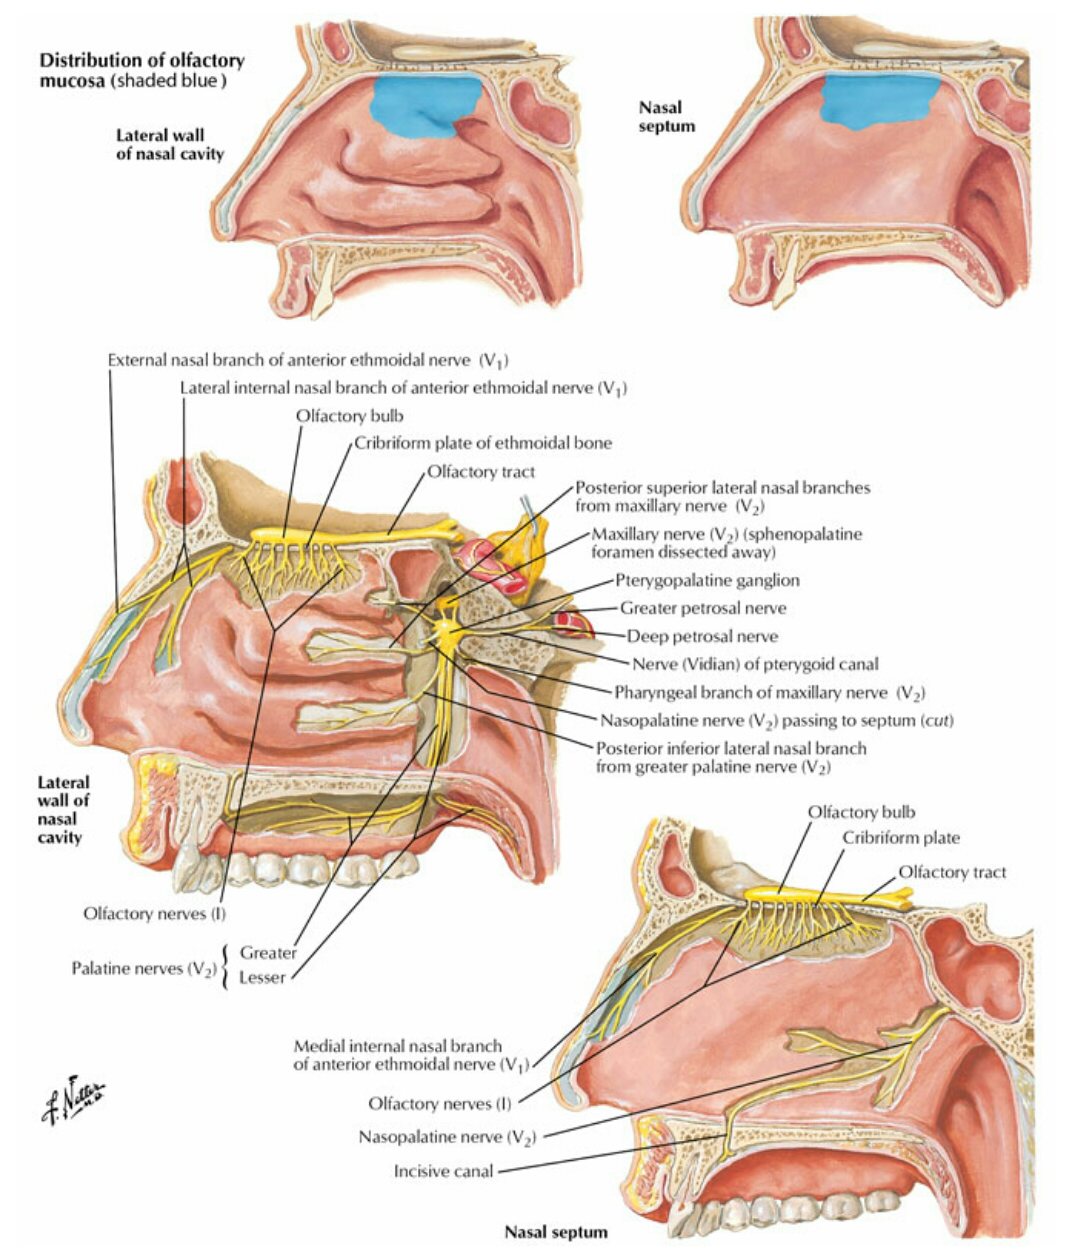 Distribution of olfactory
mucosa (shaded blue )
Lateral wall
of nasal cavity
Nasal
septum
External nasal branch of anterior ethmoidal nerve (V₁)
Lateral internal nasal branch of anterior ethmoidal nerve (V₁)
Olfactory bulb
Cribriform plate of ethmoidal bone
Olfactory tract
Posterior superior lateral nasal branches
from maxillary nerve (V₂)
Maxillary nerve (V₂) (sphenopalatine
foramen dissected away)
Pterygopalatine ganglion
Greater petrosal nerve
Deep petrosal nerve
Nerve (Vidian) of pterygoid canal
Pharyngeal branch of maxillary nerve (V₂)
Nasopalatine nerve (V₂) passing to septum (cut)
Posterior inferior lateral nasal branch
from greater palatine nerve (V₂)
Lateral
wall of
nasal
cavity
Olfactory nerves (I)
Palatine nerves (V₂)
Greater
Lesser
Olfactory bulb
Cribriform plate
Olfactory tract
Medial internal nasal branch
of anterior ethmoidal nerve (V₁)
Olfactory nerves (I)
Nasopalatine nerve (V₂)
Incisive canal
Nasal septum
F. Netter
M.D.